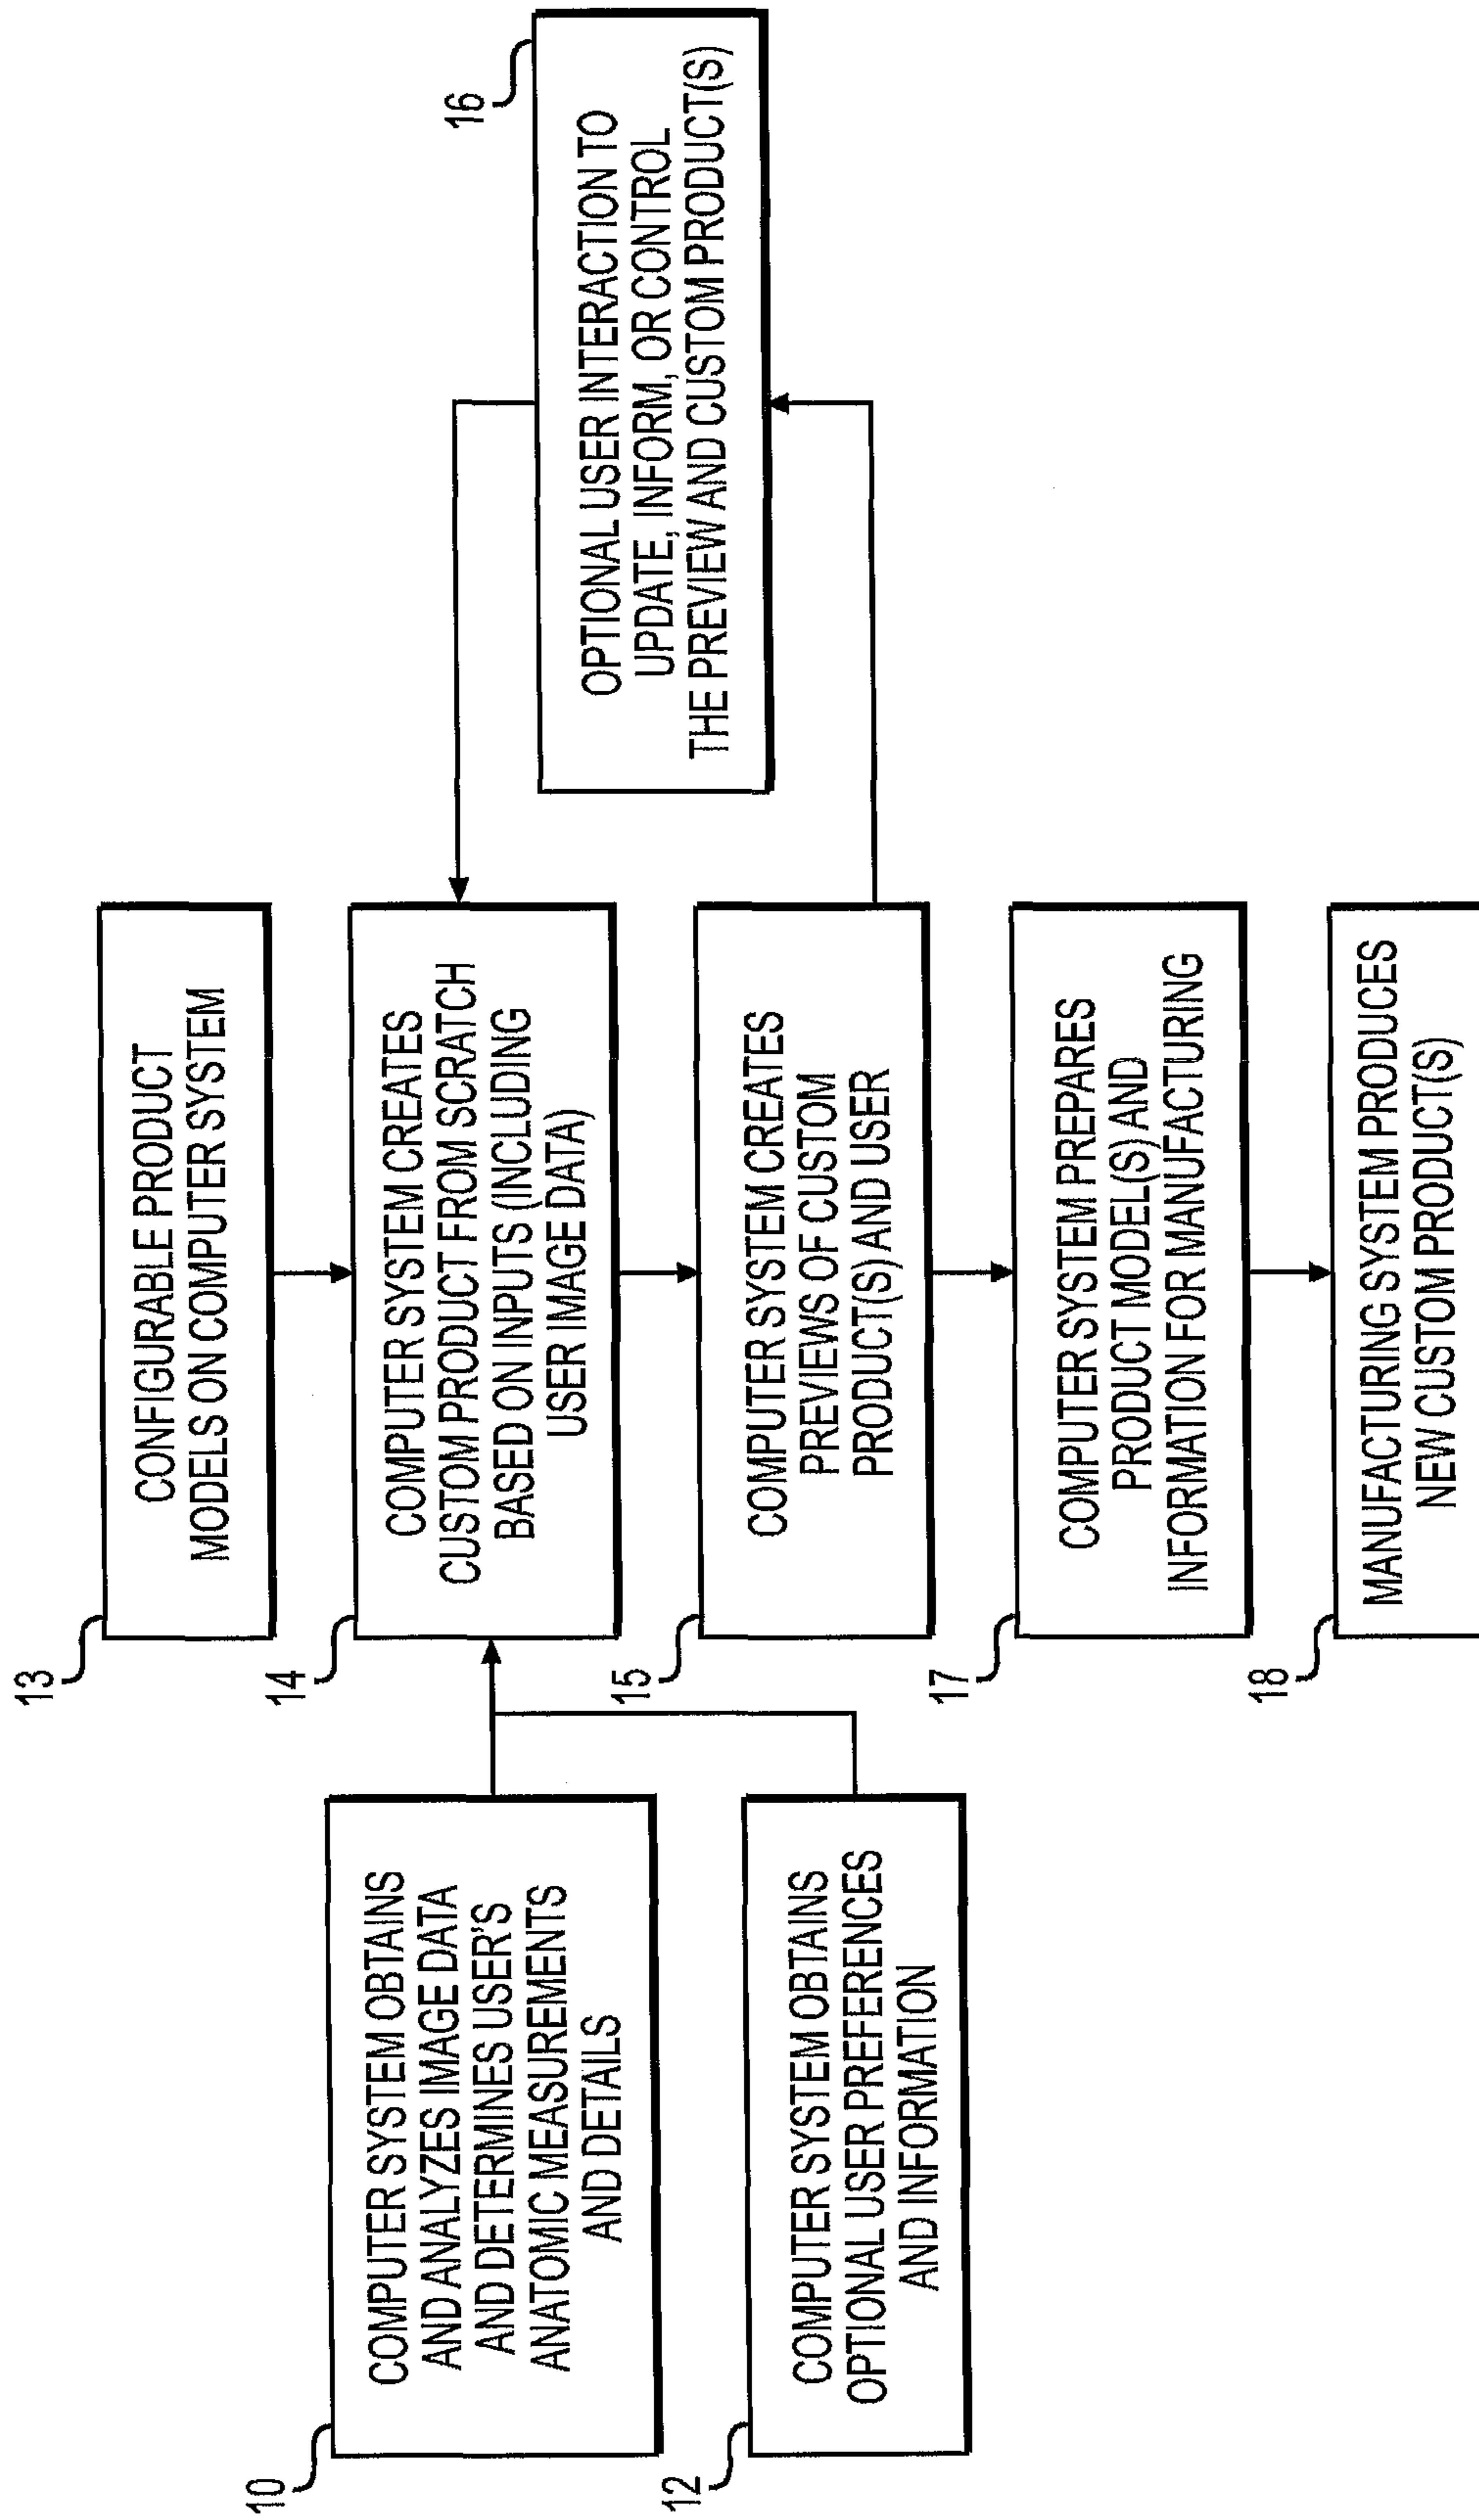 13
CONFIGURABLE PRODUCT
MODELS ON COMPUTER SYSTEM
10
COMPUTER SYSTEM OBTAINS
AND ANALYZES IMAGE DATA
AND DETERMINES USER'S
ANATOMIC MEASUREMENTS
AND DETAILS
14
COMPUTER SYSTEM CREATES
CUSTOM PRODUCT FROM SCRATCH
BASED ON INPUTS (INCLUDING
USER IMAGE DATA)
16
OPTIONAL USER INTERACTION TO
UPDATE, INFORM, OR CONTROL
THE PREVIEW AND CUSTOM PRODUCT(S)
12
COMPUTER SYSTEM OBTAINS
OPTIONAL USER PREFERENCES
AND INFORMATION
15
COMPUTER SYSTEM CREATES
PREVIEWS OF CUSTOM
PRODUCT(S) AND USER
17
COMPUTER SYSTEM PREPARES
PRODUCT MODEL(S) AND
INFORMATION FOR MANUFACTURING
18
MANUFACTURING SYSTEM PRODUCES
NEW CUSTOM PRODUCT(S)